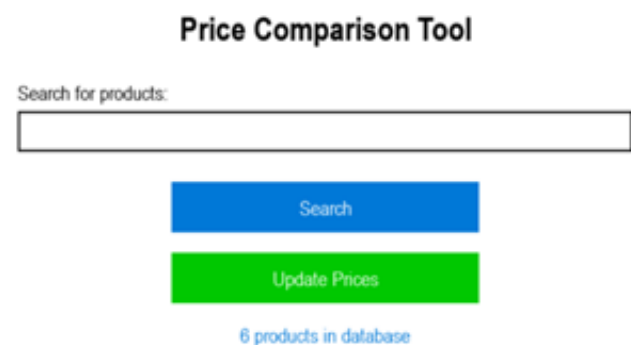 Price Comparison Tool
Search for products:
Search
Update Prices
6 products in database